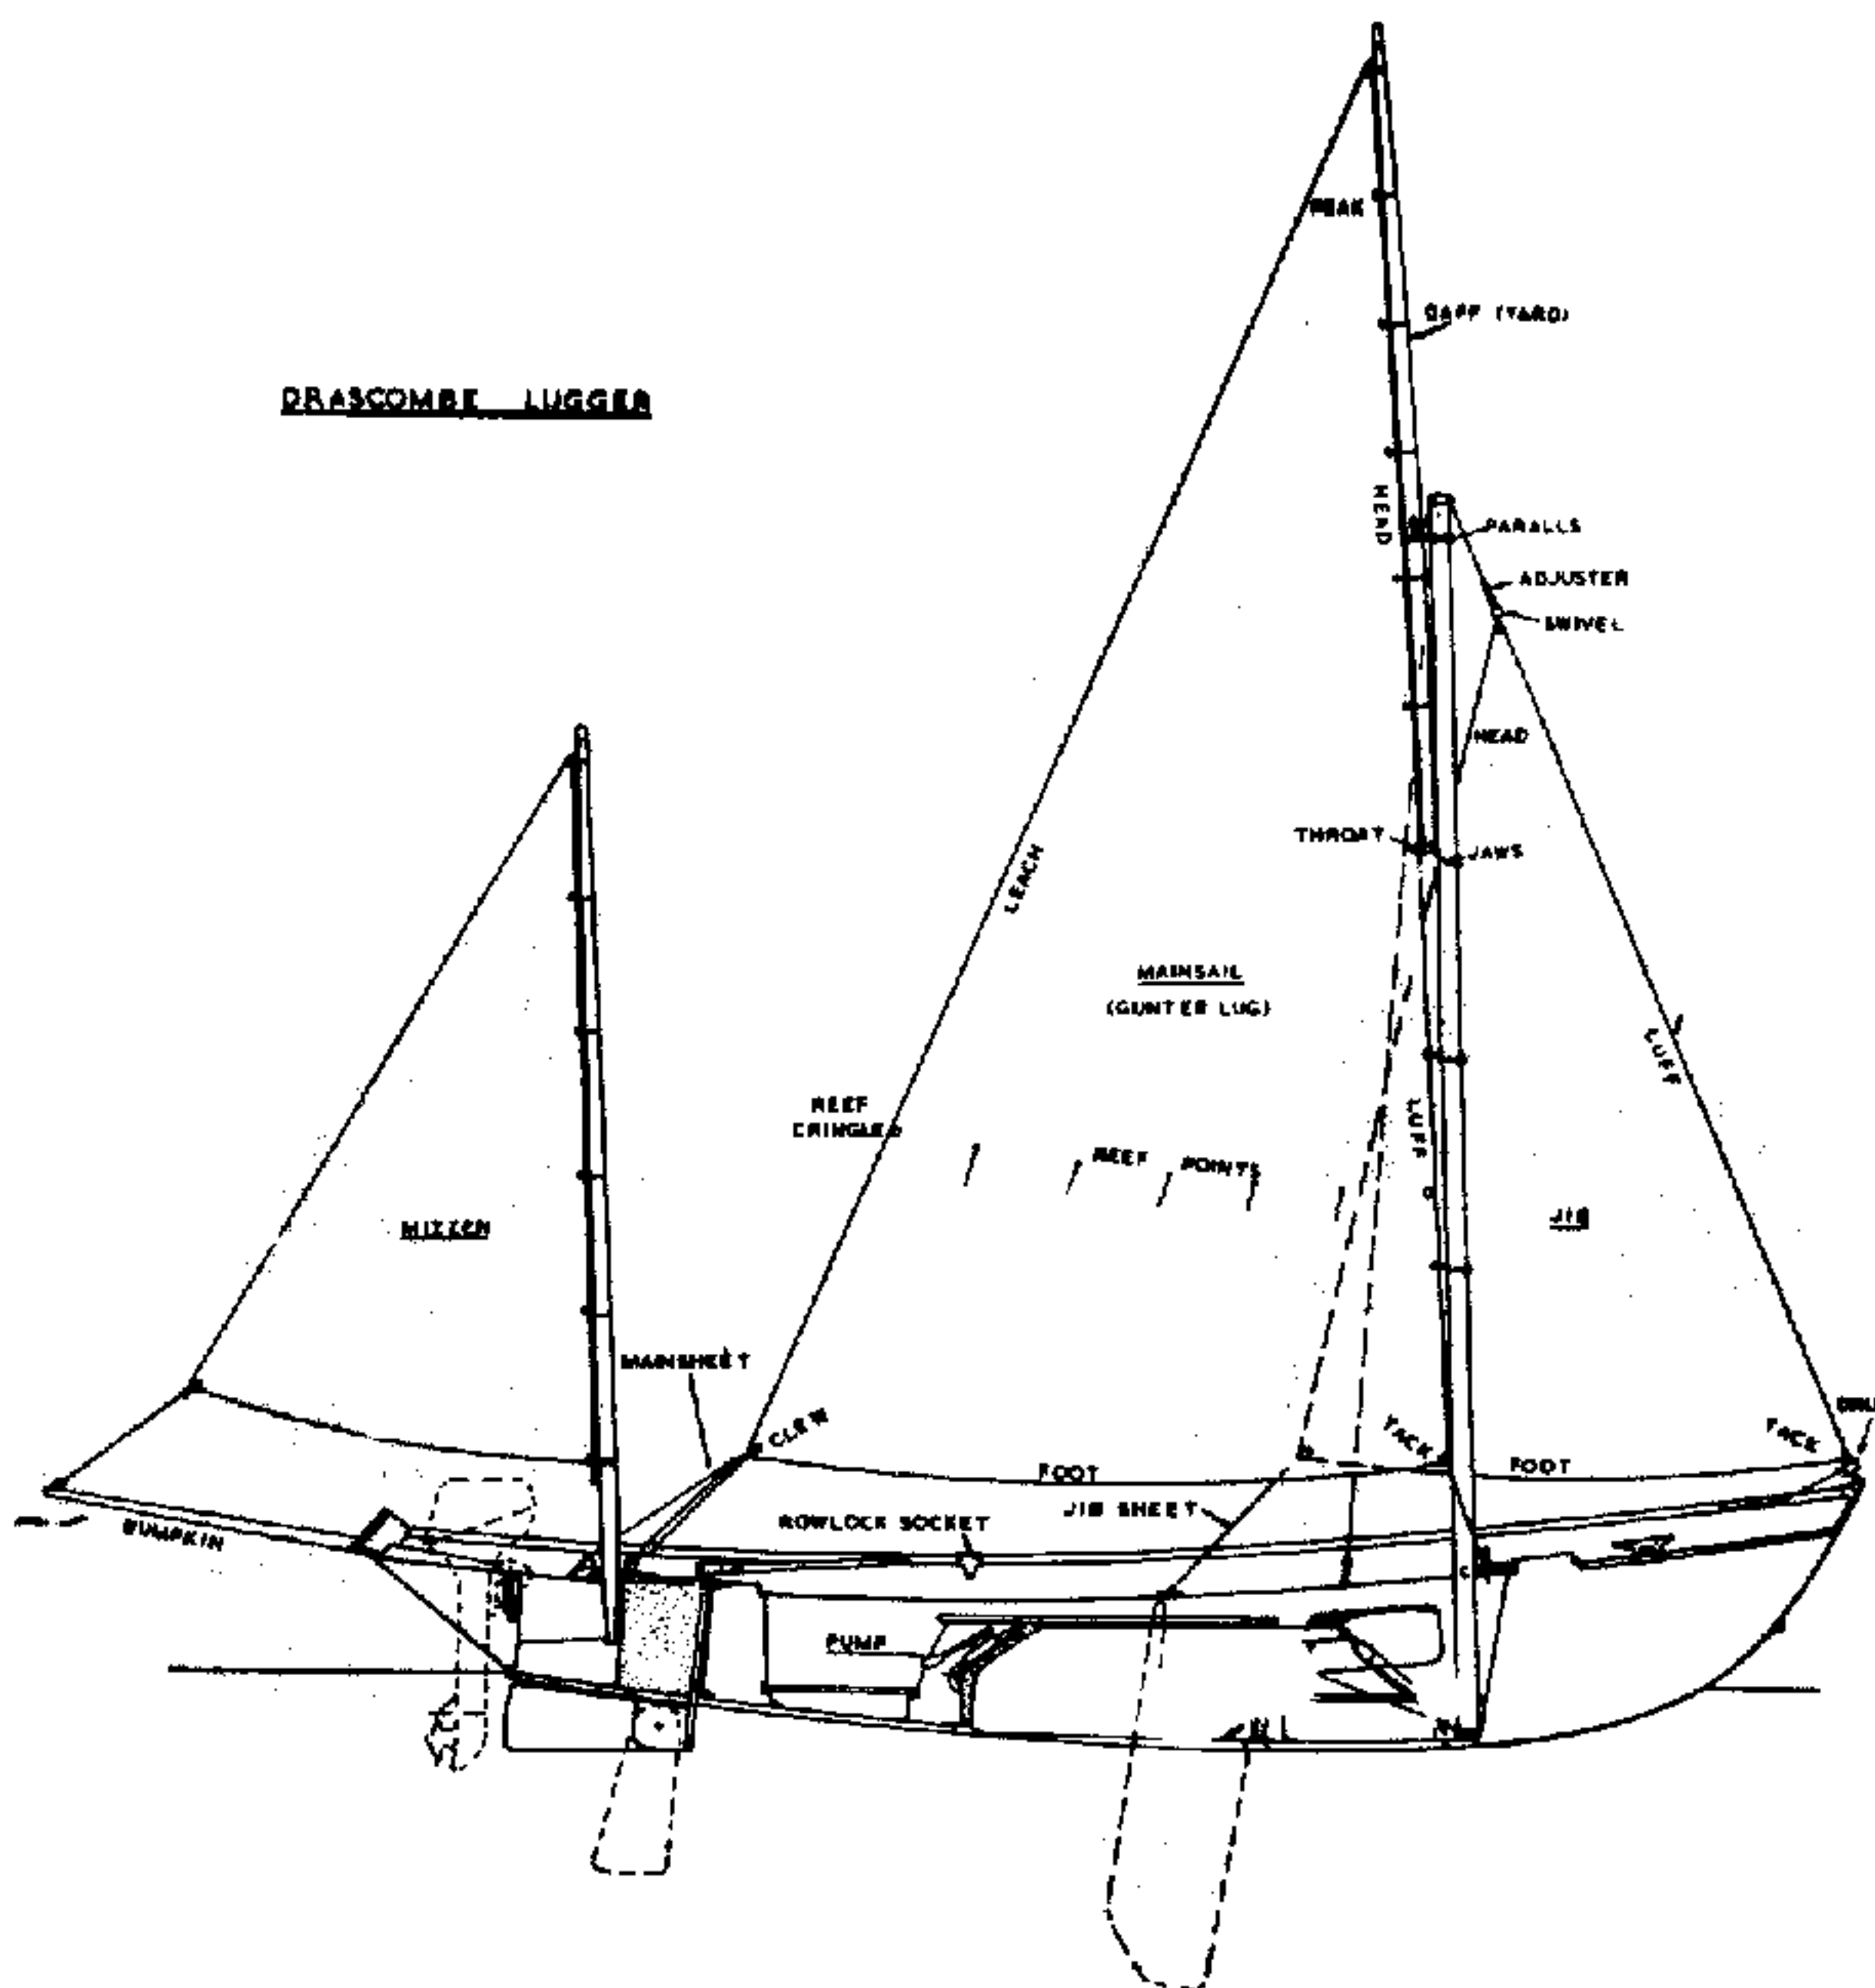 PEAK
GAFF (YARD)
DRASCOMBE LUGGER
HEAD
PARALLS
ADJUSTER
SWIVEL
HEAD
THROAT
JAWS
LEACH
MAINSAIL
(GUNTER LUG)
LUFF
REEF
CRINGLES
LUFF
REEF POINTS
MIZZEN
JIB
MAINSHEET
CLEW
TACK
TACK
FOOT
FOOT
JIB SHEET
ROWLOCK SOCKET
BUMPKIN
PUMP